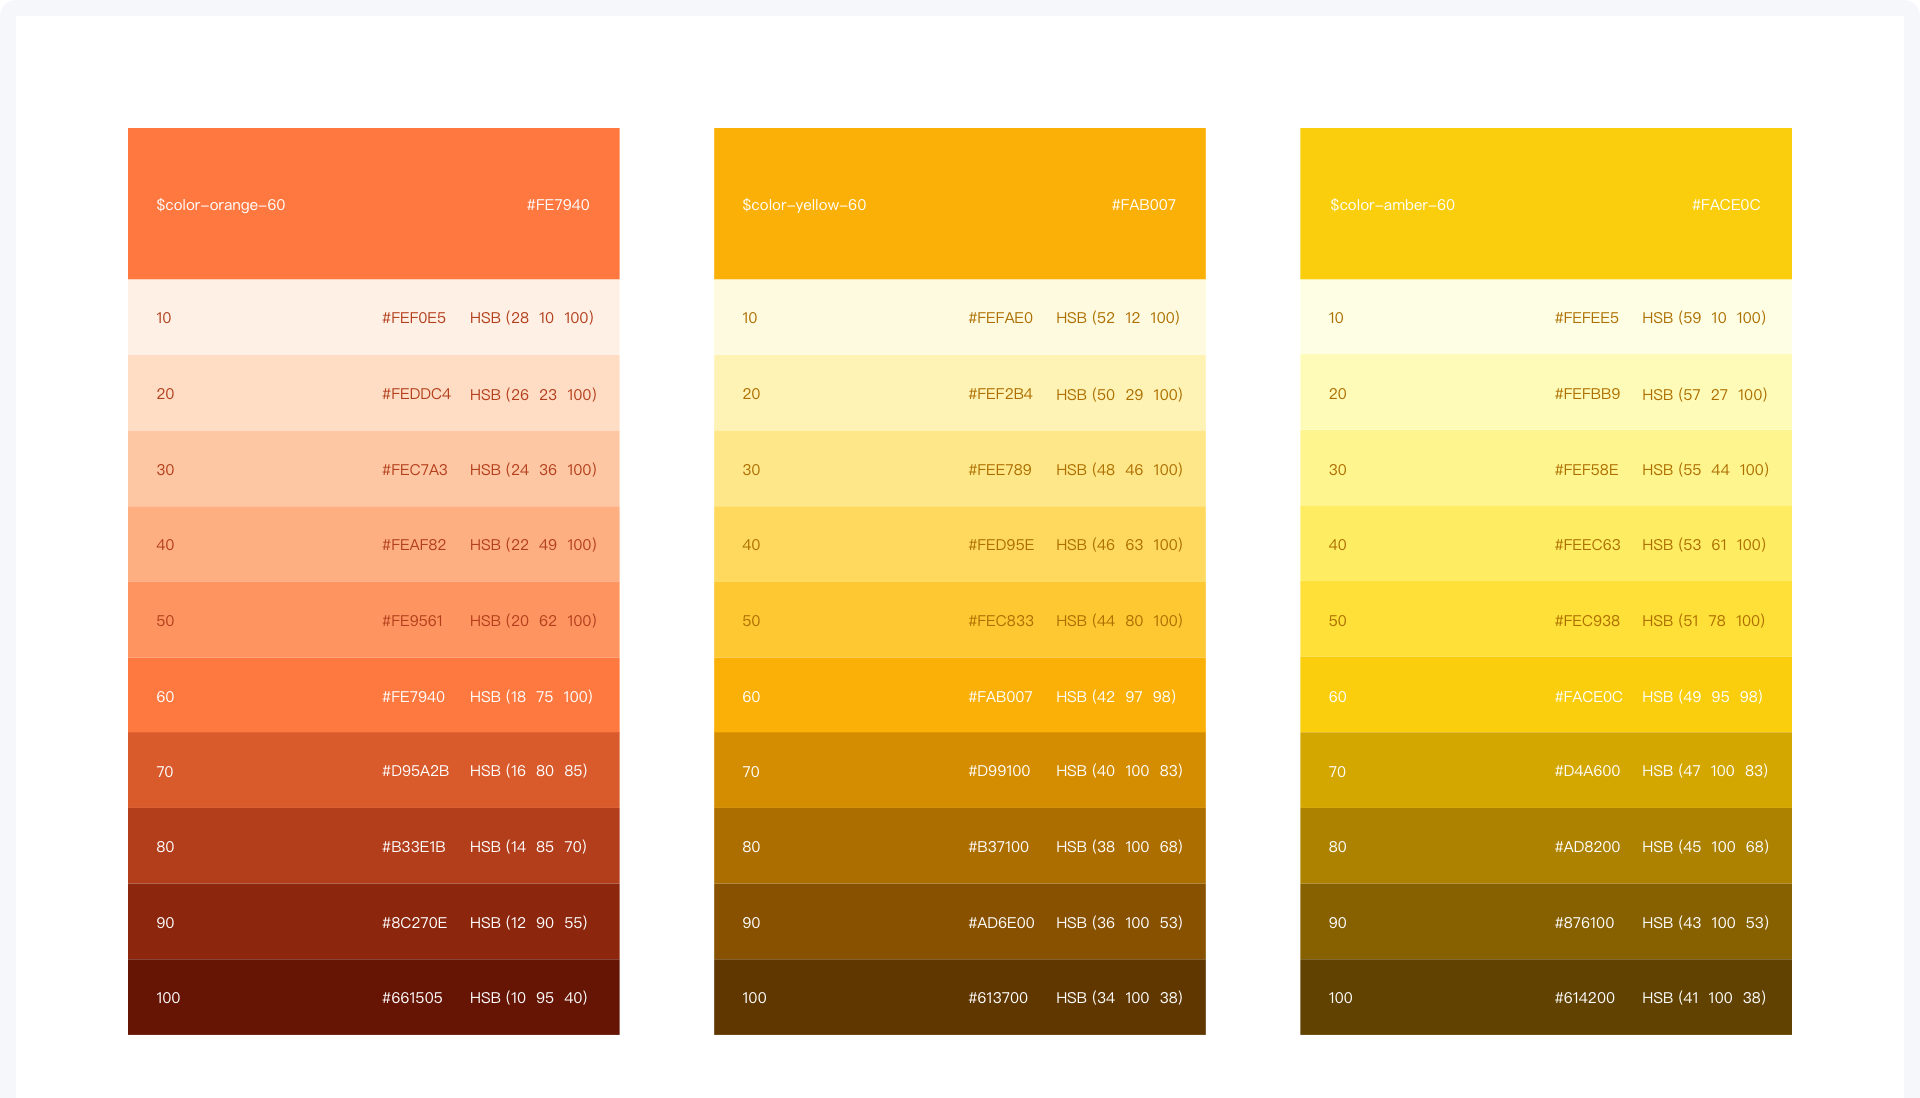 $color-orange-60 #FE7940
10 #FEF0E5 HSB (28 10 100)
20 #FEDDC4 HSB (26 23 100)
30 #FEC7A3 HSB (24 36 100)
40 #FEAF82 HSB (22 49 100)
50 #FE9561 HSB (20 62 100)
60 #FE7940 HSB (18 75 100)
70 #D95A2B HSB (16 80 85)
80 #B33E1B HSB (14 85 70)
90 #8C270E HSB (12 90 55)
100 #661505 HSB (10 95 40)
$color-yellow-60 #FAB007
10 #FEFAE0 HSB (52 12 100)
20 #FEF2B4 HSB (50 29 100)
30 #FEE789 HSB (48 46 100)
40 #FED95E HSB (46 63 100)
50 #FEC833 HSB (44 80 100)
60 #FAB007 HSB (42 97 98)
70 #D99100 HSB (40 100 83)
80 #B37100 HSB (38 100 68)
90 #AD6E00 HSB (36 100 53)
100 #613700 HSB (34 100 38)
$color-amber-60 #FACE0C
10 #FEFEE5 HSB (59 10 100)
20 #FEFBB9 HSB (57 27 100)
30 #FEF58E HSB (55 44 100)
40 #FEEC63 HSB (53 61 100)
50 #FEC938 HSB (51 78 100)
60 #FACE0C HSB (49 95 98)
70 #D4A600 HSB (47 100 83)
80 #AD8200 HSB (45 100 68)
90 #876100 HSB (43 100 53)
100 #614200 HSB (41 100 38)